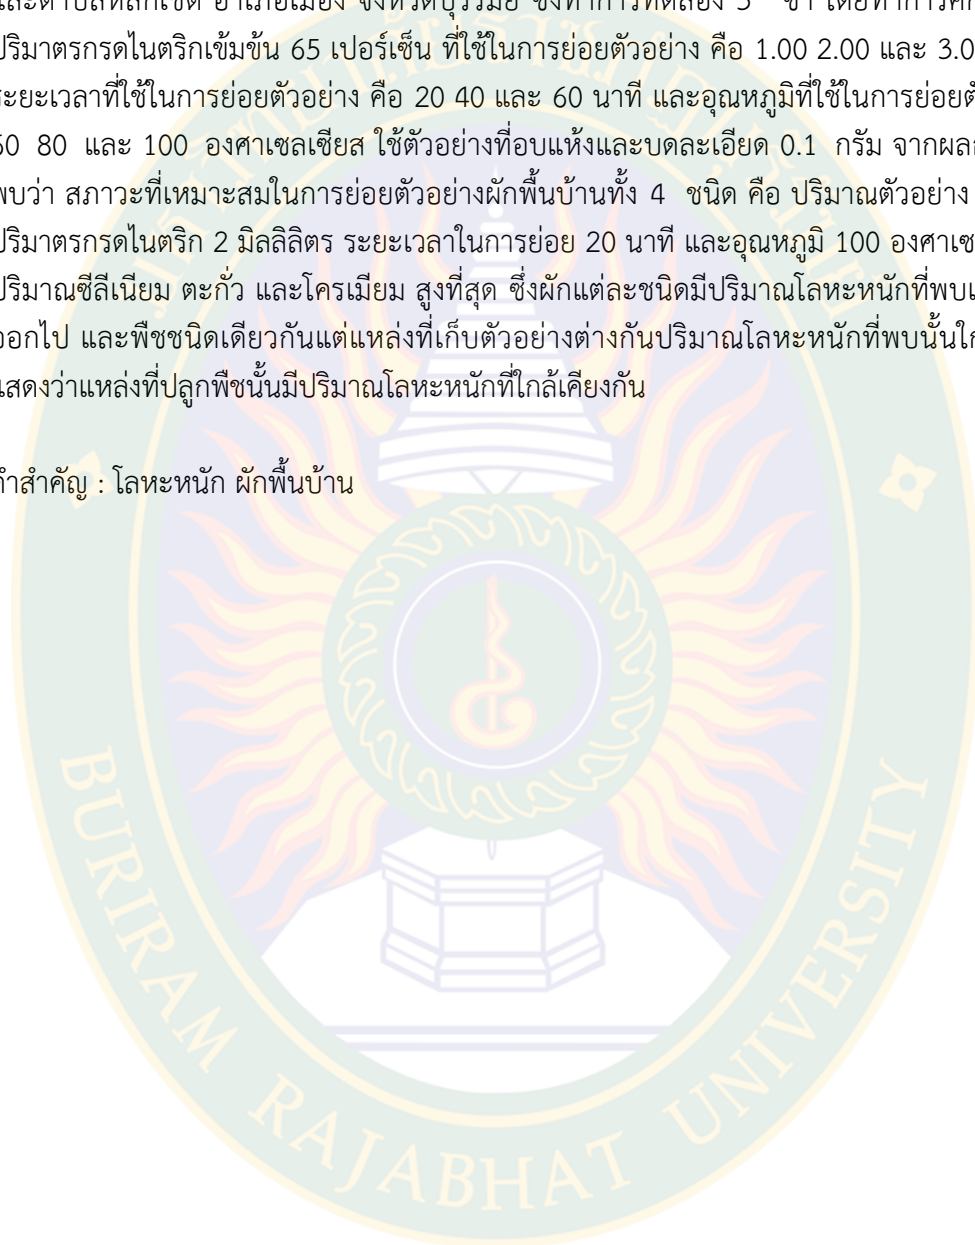 และตำบลหลักเขต อำเภอเมือง จังหวัดบุรีรัมย์ ซึ่งทำการทดลอง 3 ซ้ำ โดยทำการ
ปริมาตรกรดไนตริกเข้มข้น 65 เปอร์เซ็น ที่ใช้ในการย่อยตัวอย่าง คือ 1.00 2.00 และ 3.0
ระยะเวลาที่ใช้ในการย่อยตัวอย่าง คือ 20 40 และ 60 นาที และอุณหภูมิที่ใช้ในการย่อย
60 80 และ 100 องศาเซลเซียส ใช้ตัวอย่างที่อบแห้งและบดละเอียด 0.1 กรัม จาก
พบว่า สภาวะที่เหมาะสมในการย่อยตัวอย่างผักพื้นบ้านทั้ง 4 ชนิด คือ ปริมาณตัวอย่าง
ปริมาตรกรดไนตริก 2 มิลลิลิตร ระยะเวลาในการย่อย 20 นาที และอุณหภูมิ 100
ปริมาณซีลีเนียม ตะกั่ว และโครเมียม สูงที่สุด ซึ่งผักแต่ละชนิดมีปริมาณโลหะหนักที่พบ
ออกไป และพืชชนิดเดียวกันแต่แหล่งที่เก็บตัวอย่างต่างกันปริมาณโลหะหนักที่พบนั้น
แสดงว่าแหล่งที่ปลูกพืชนั้นมีปริมาณโลหะหนักที่ใกล้เคียงกัน
คำสำคัญ : โลหะหนัก ผักพื้นบ้าน
BURIRAM RAJABHAT UNIVERSITY